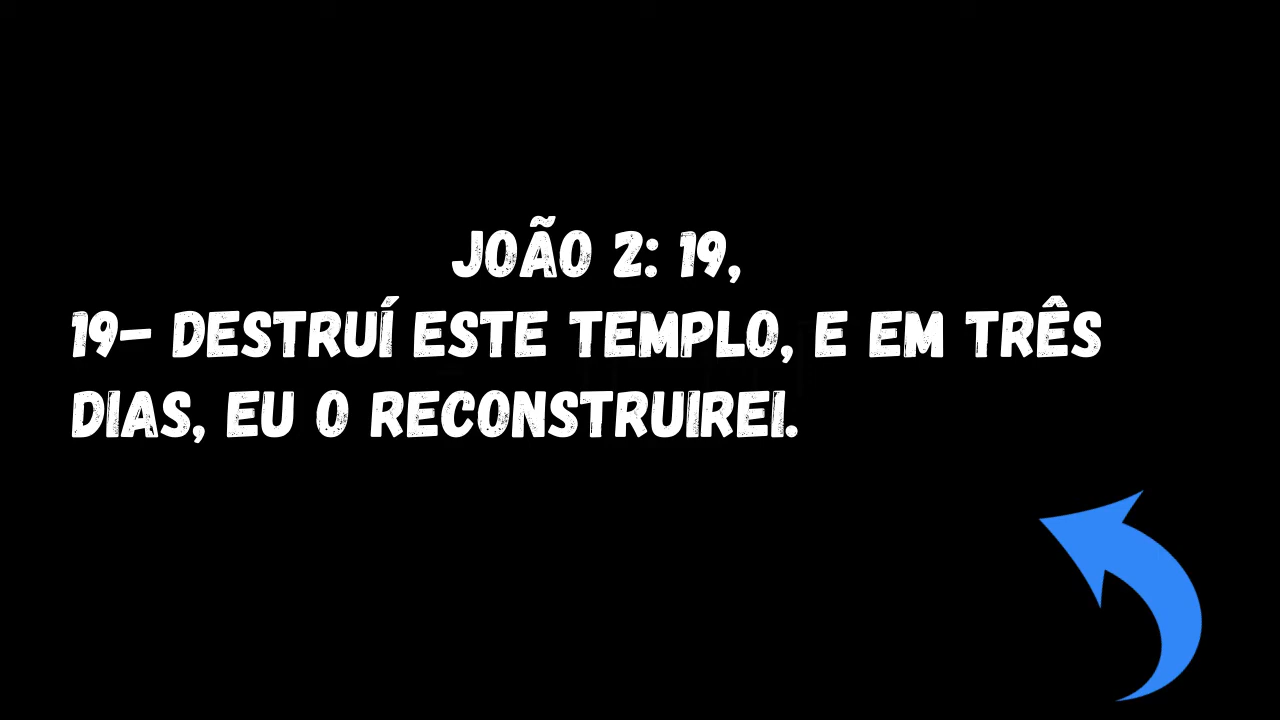 JOÃO 2: 19,
19- DESTRUÍ ESTE TEMPLO, E EM TRÊS
DIAS, EU O RECONSTRUIREI.